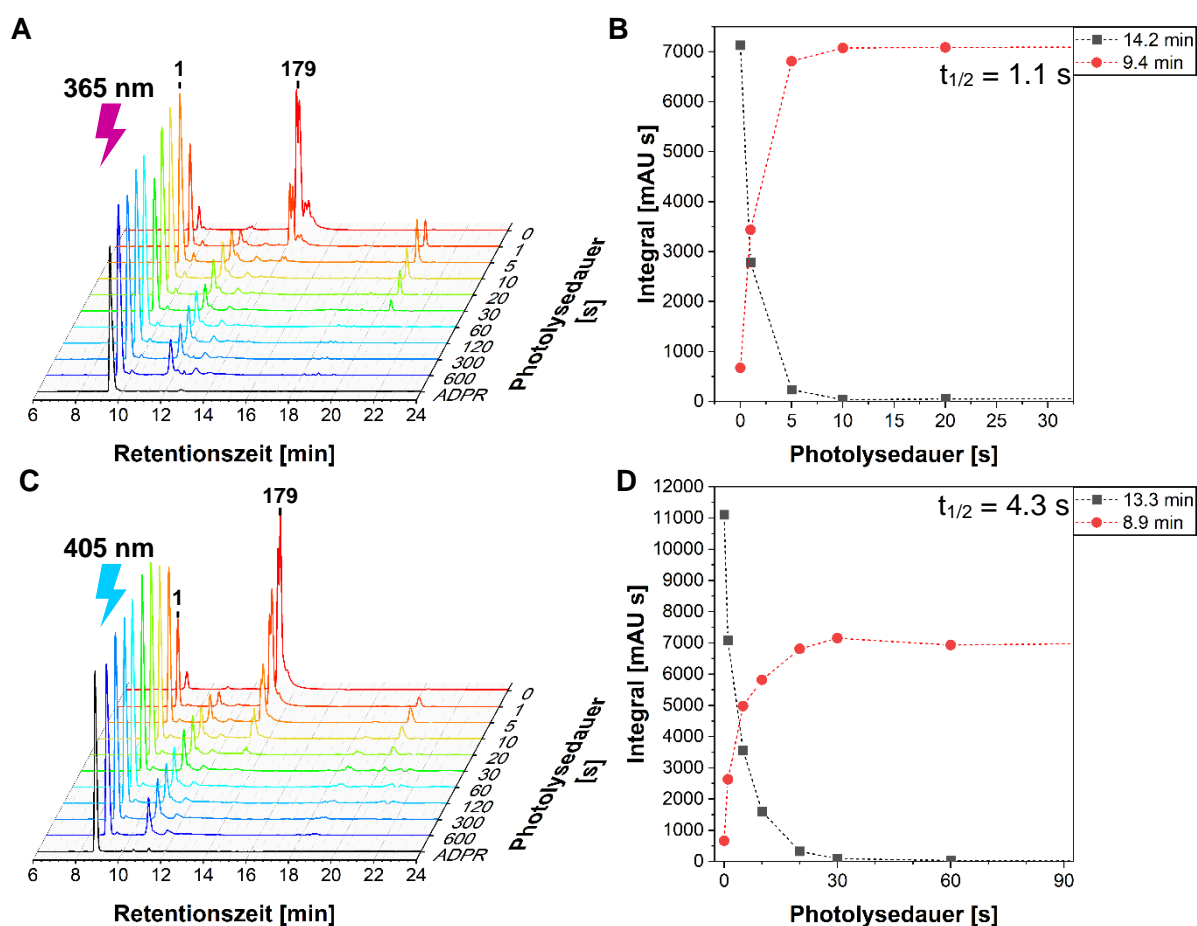 A
365 nm
1
179
0
1
5
10
20
30
60
120
300
600
ADPR
Photolysedauer
[s]
6 8 10 12 14 16 18 20 22 24
Retentionszeit [min]
B
14.2 min
9.4 min
t1/2 = 1.1 s
7000
6000
5000
4000
3000
2000
1000
0
Integral [mAU s]
0 5 10 15 20 25 30
Photolysedauer [s]
C
405 nm
1
179
0
1
5
10
20
30
60
120
300
600
ADPR
Photolysedauer
[s]
6 8 10 12 14 16 18 20 22 24
Retentionszeit [min]
D
13.3 min
8.9 min
t1/2 = 4.3 s
12000
11000
10000
9000
8000
7000
6000
5000
4000
3000
2000
1000
0
Integral [mAU s]
0 30 60 90
Photolysedauer [s]